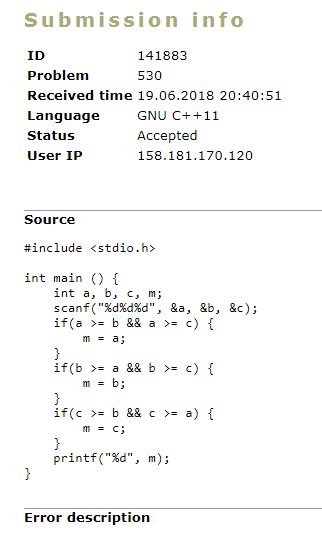 Submission info
ID 141883
Problem 530
Received time 19.06.2018 20:40:51
Language GNU C++11
Status Accepted
User IP 158.181.170.120
Source
#include <stdio.h>
int main () {
    int a, b, c, m;
    scanf("%d%d%d", &a, &b, &c);
    if(a >= b && a >= c) {
        m = a;
    }
    if(b >= a && b >= c) {
        m = b;
    }
    if(c >= b && c >= a) {
        m = c;
    }
    printf("%d", m);
}
Error description